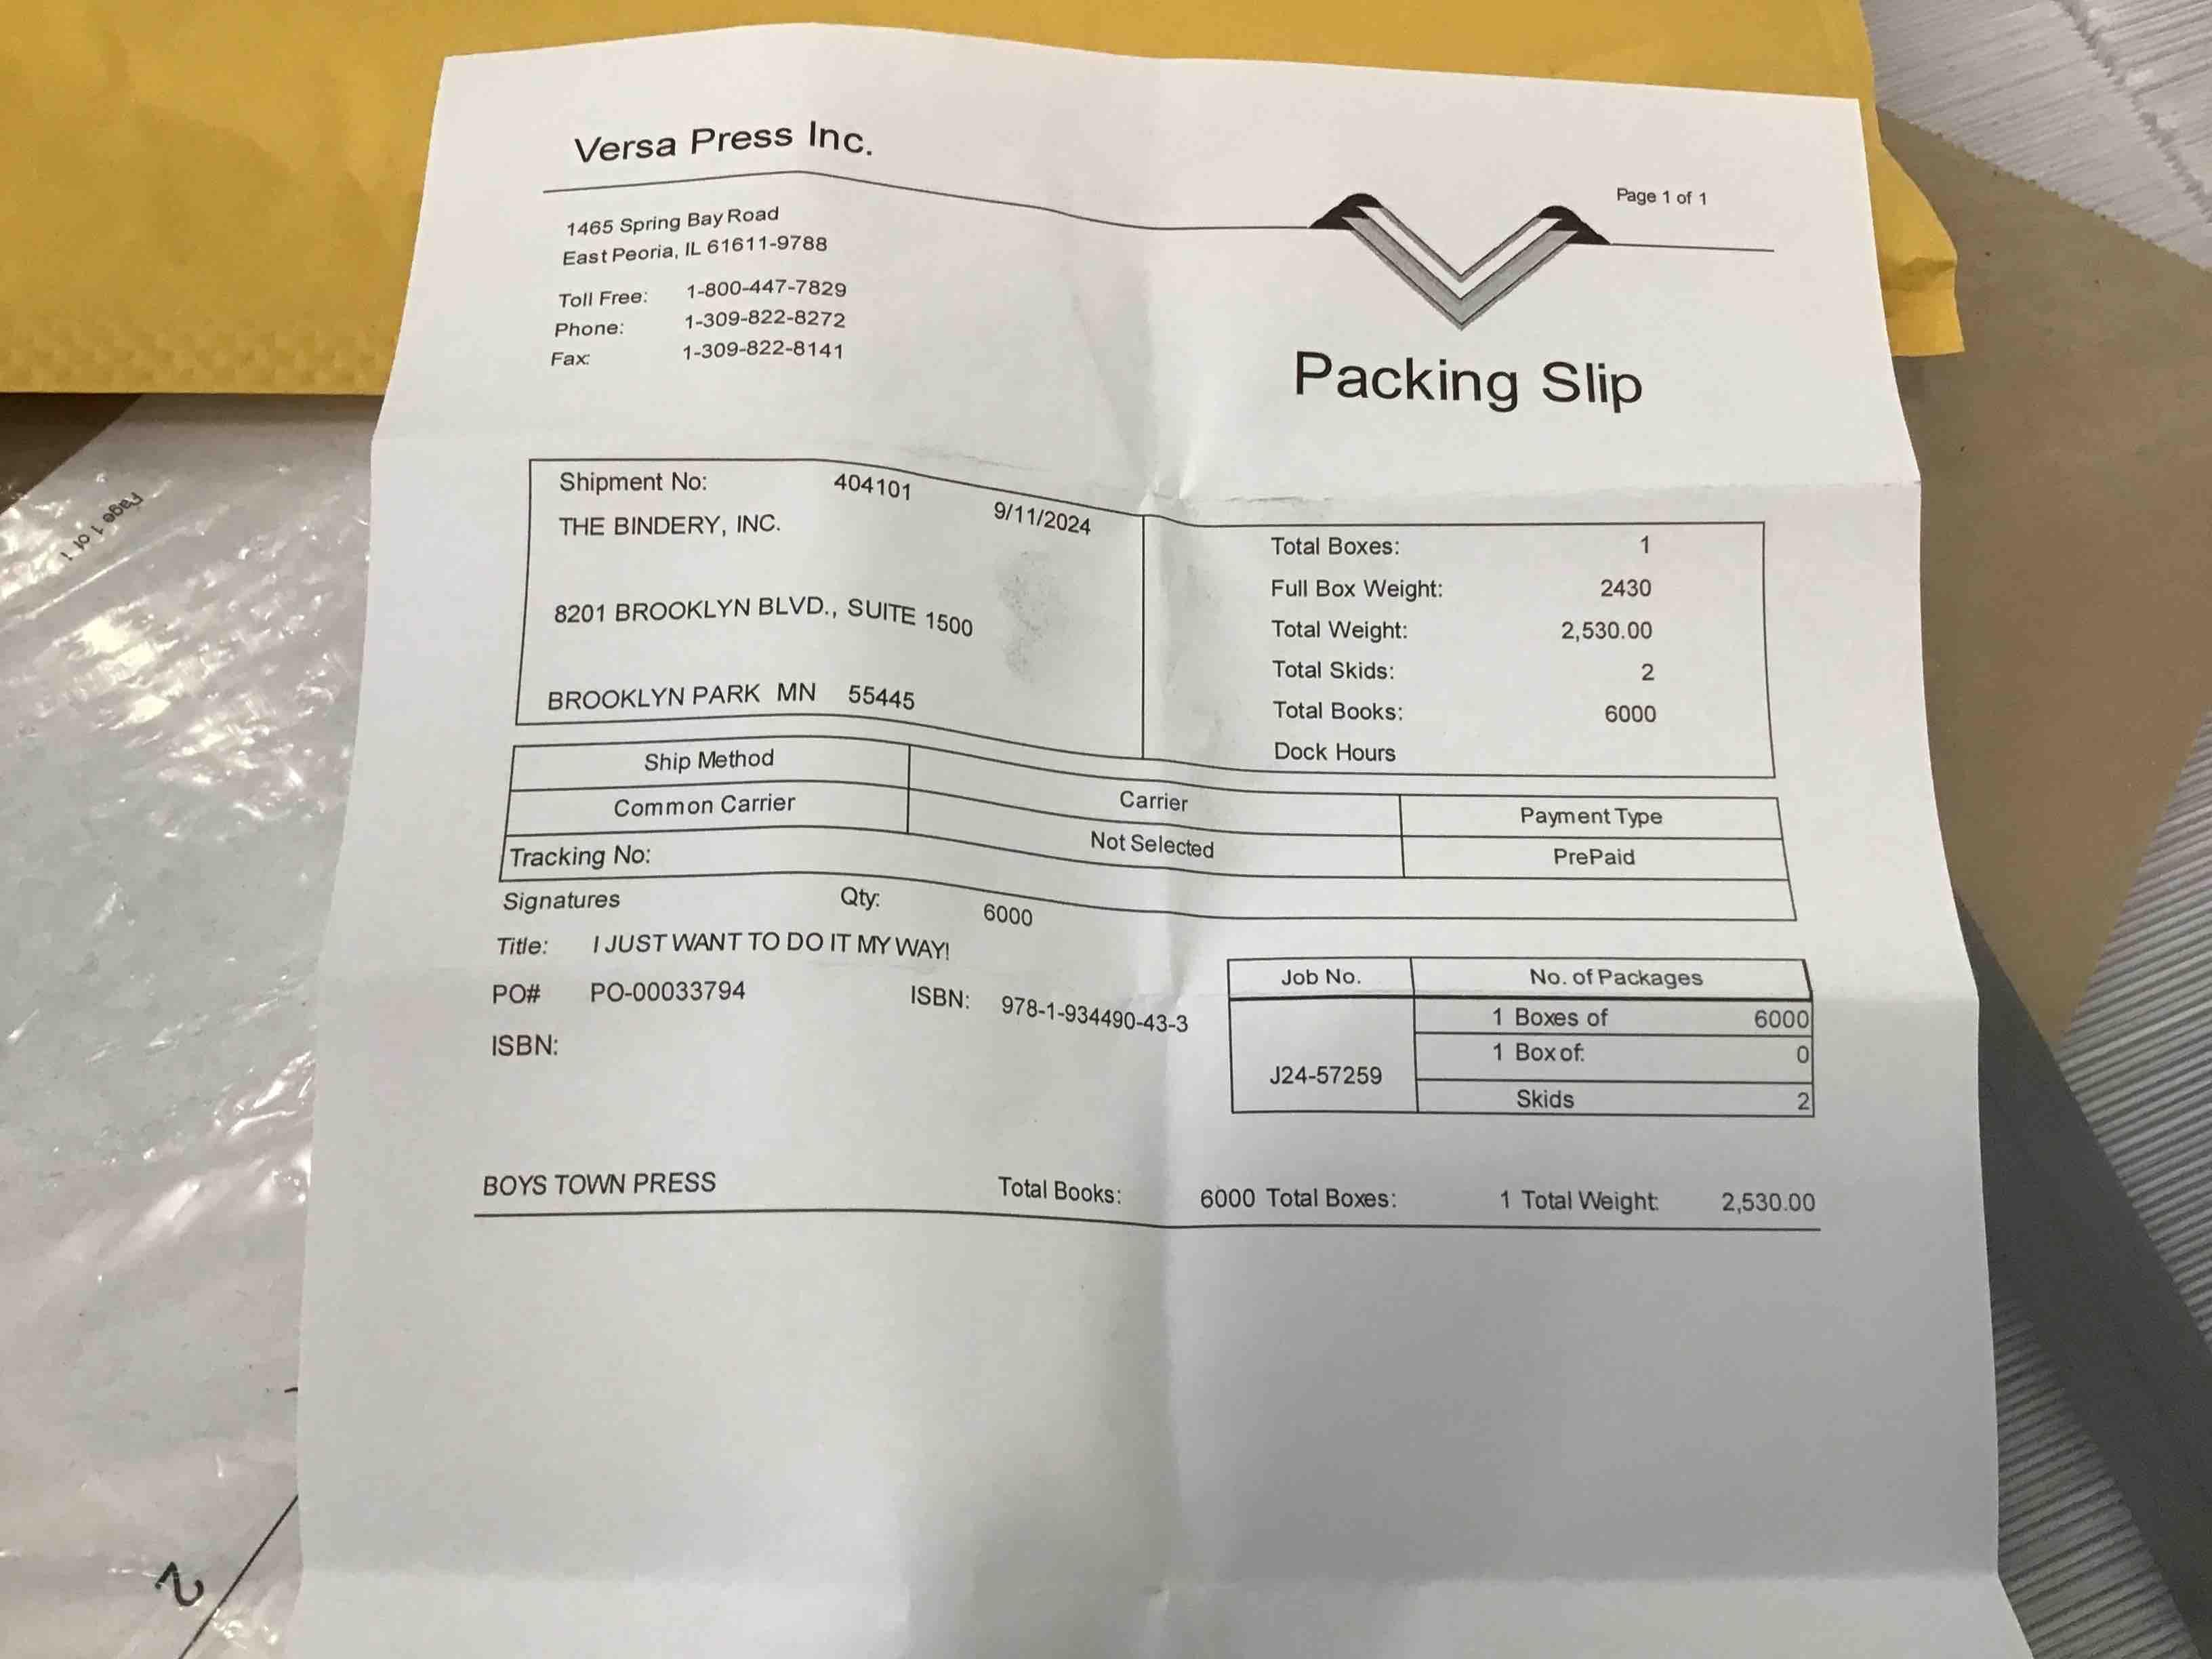 Versa Press Inc.
Page 1 of 1
1465 Spring Bay Road
East Peoria, IL 61611-9788
Toll Free: 1-800-447-7829
Phone: 1-309-822-8272
Fax: 1-309-822-8141
Packing Slip
Shipment No: 404101 9/11/2024
THE BINDERY, INC.
8201 BROOKLYN BLVD., SUITE 1500
BROOKLYN PARK MN 55445
Total Boxes: 1
Full Box Weight: 2430
Total Weight: 2,530.00
Total Skids: 2
Total Books: 6000
Dock Hours
Ship Method Carrier Payment Type
Common Carrier Not Selected PrePaid
Tracking No:
Signatures Qty: 6000
Title: I JUST WANT TO DO IT MY WAY!
PO# PO-00033794 ISBN: 978-1-934490-43-3
ISBN:
Job No. No. of Packages
J24-57259
1 Boxes of 6000
1 Box of: 0
Skids 2
BOYS TOWN PRESS Total Books: 6000 Total Boxes: 1 Total Weight: 2,530.00
Page 1 of 1
2